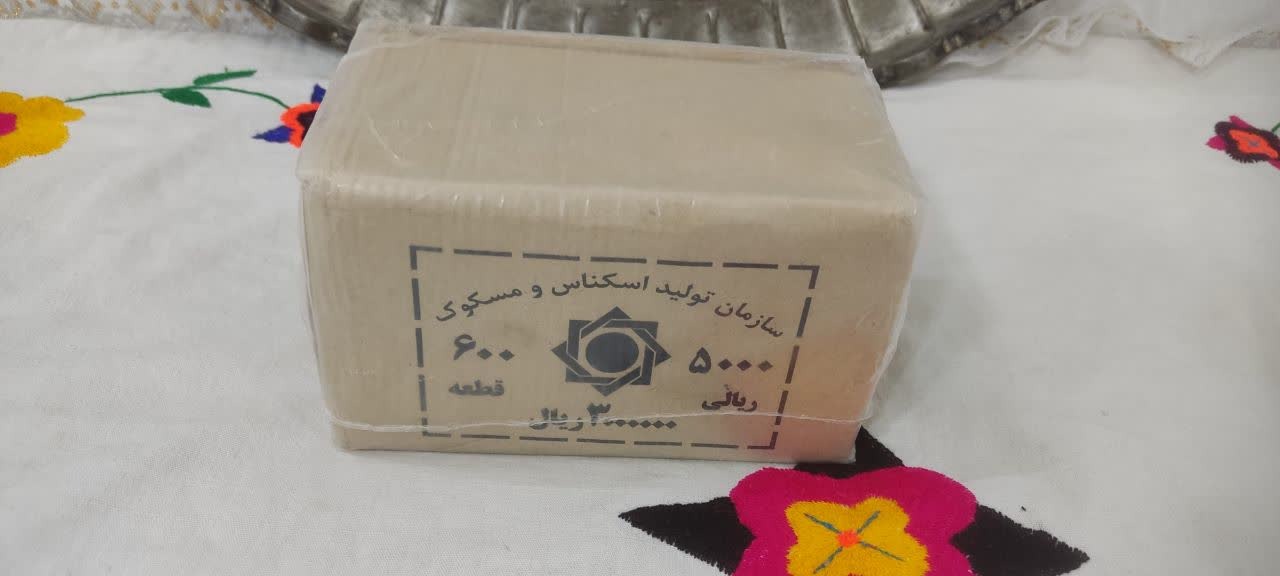 سازمان تولید اسکناس و مسکوک
۵۰۰۰ ۶۰۰
ریالی قطعه
۳۰۰۰۰۰۰ ریال